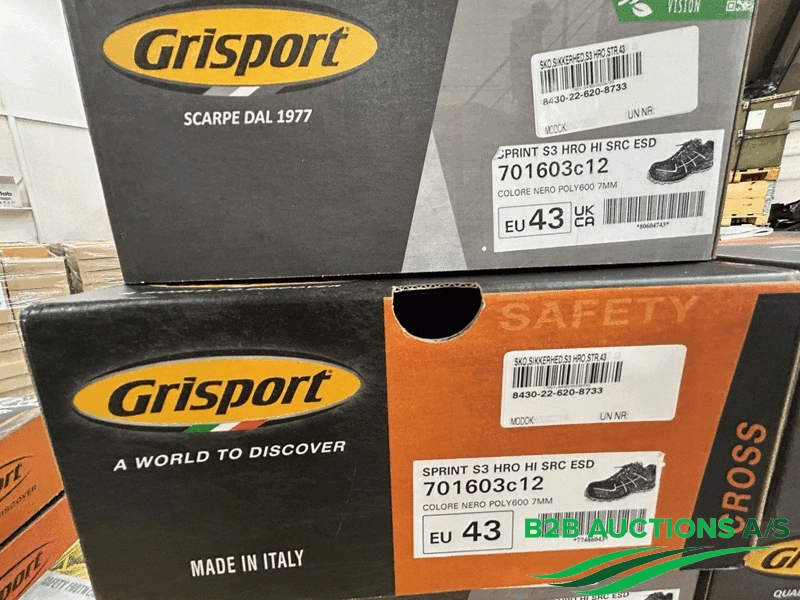 VISION
Grisport
SCARPE DAL 1977
SKO,SIKKERHED,S3 HRO,STR,43
8430-22-620-8733
MODOK:
UN NR:
SPRINT S3 HRO HI SRC ESD
701603c12
COLORE NERO POLY600 7MM
EU 43 UK CA
*80604743*
SAFETY
Grisport
A WORLD TO DISCOVER
MADE IN ITALY
SKO,SIKKERHED,S3 HRO,STR,43
8430-22-620-8733
MODOK:
UN NR:
SPRINT S3 HRO HI SRC ESD
701603c12
COLORE NERO POLY600 7MM
EU 43
CROSS
B2B AUCTIONS A/S